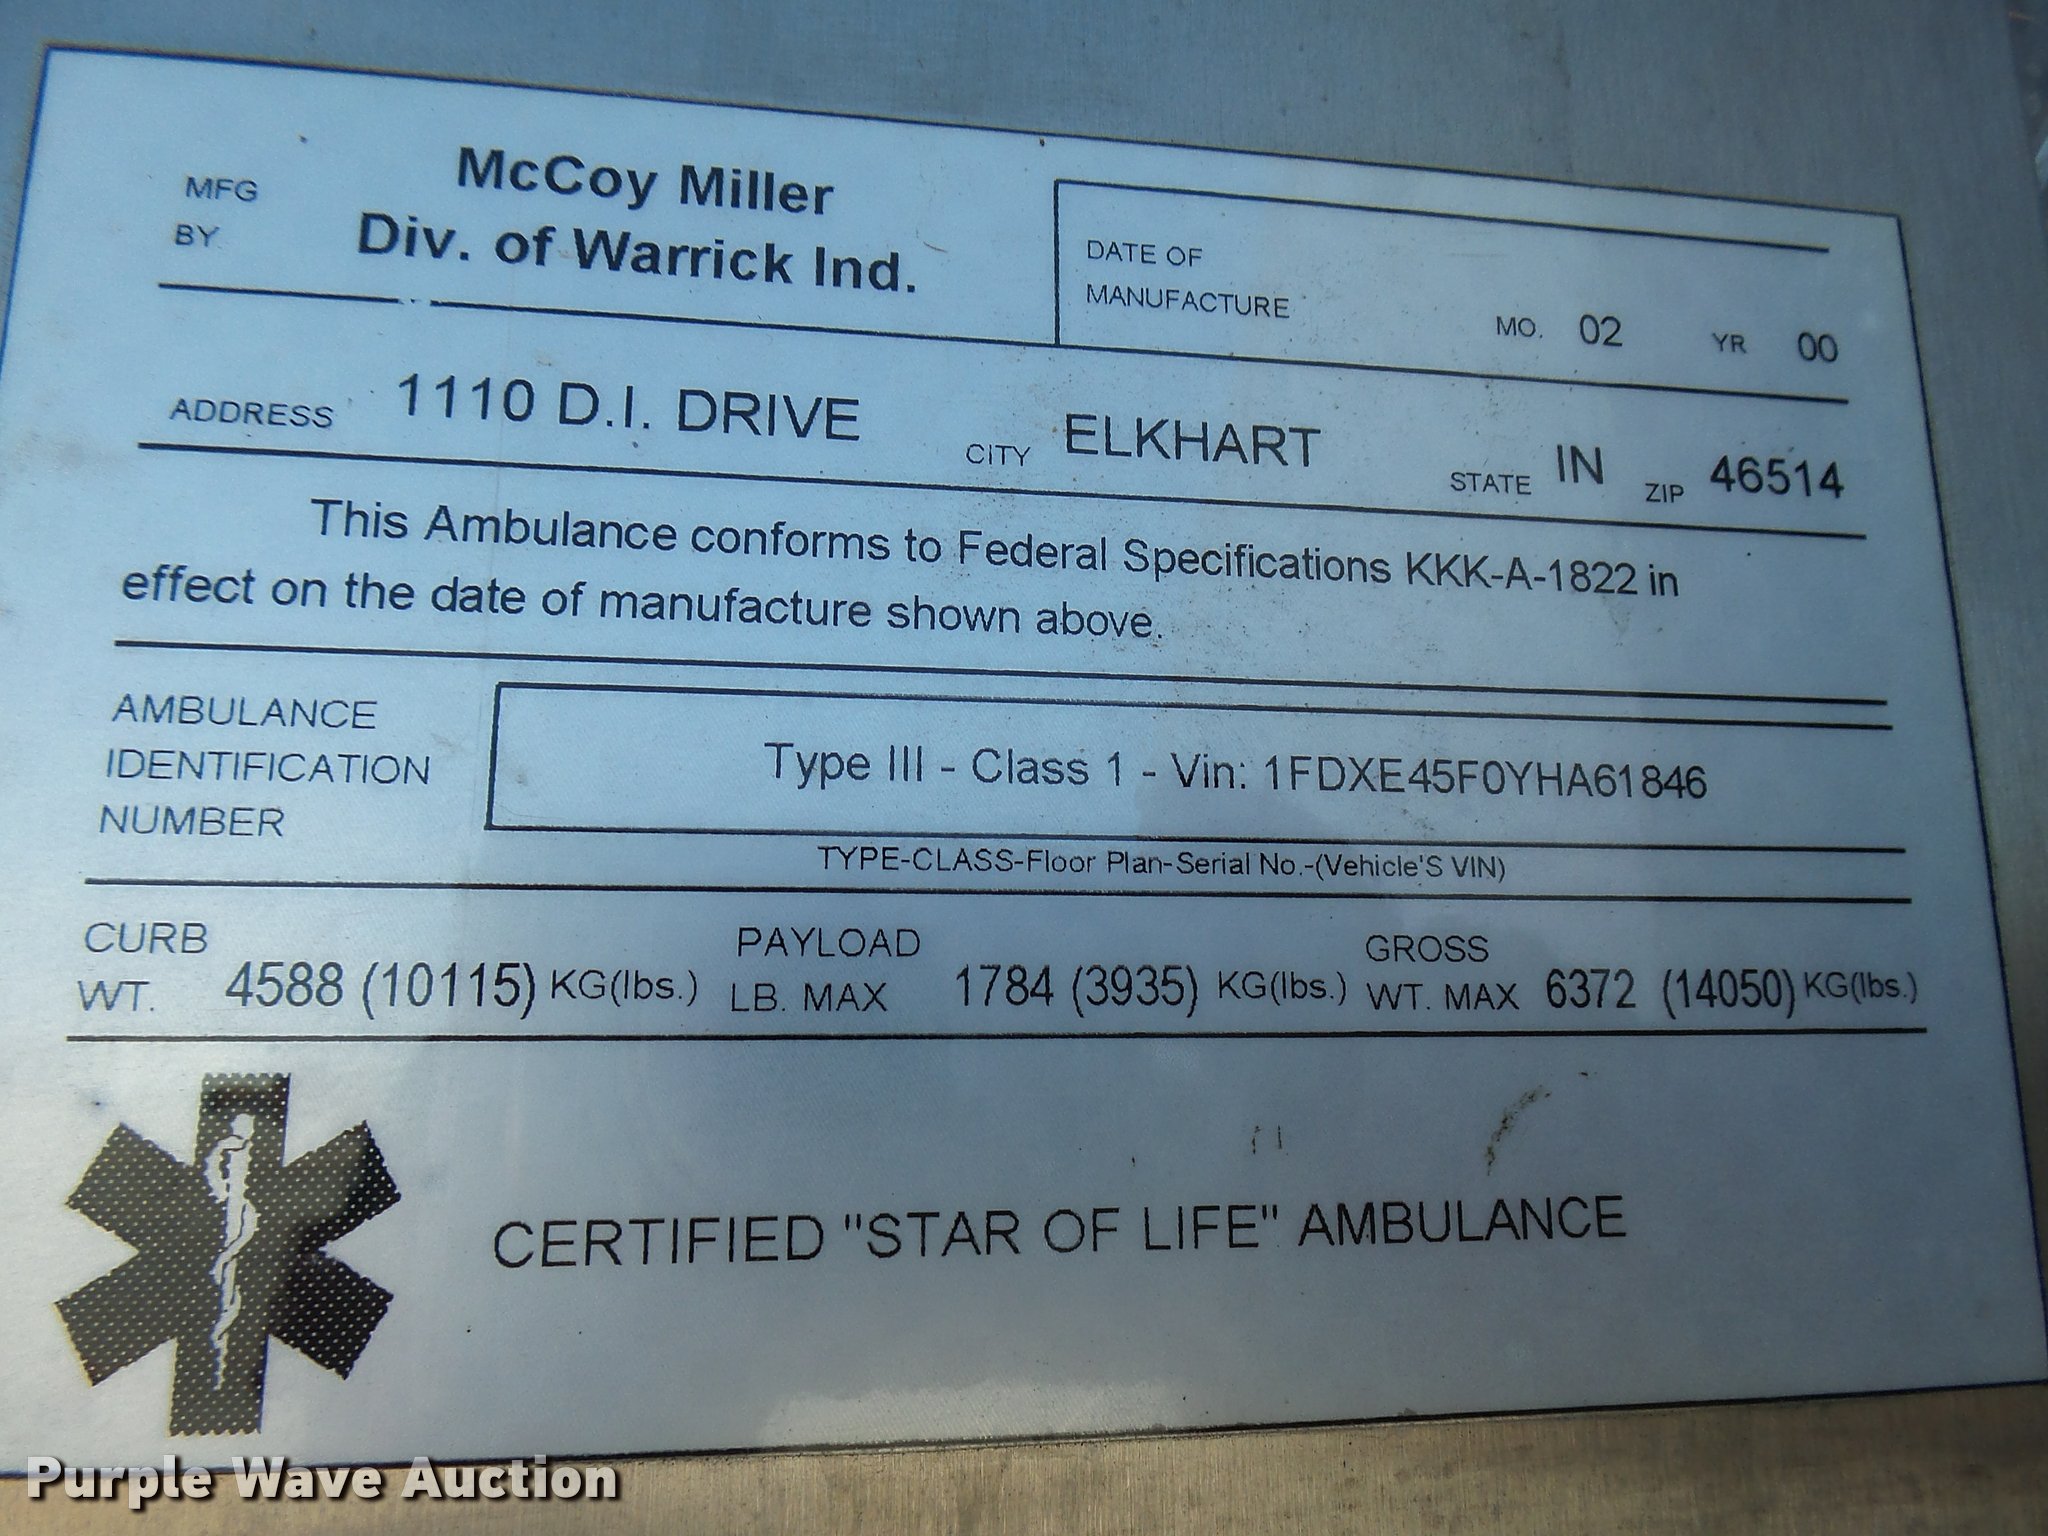 MFG BY McCoy Miller
Div. of Warrick Ind.
DATE OF
MANUFACTURE MO. 02 YR 00
ADDRESS 1110 D.I. DRIVE CITY ELKHART STATE IN ZIP 46514
This Ambulance conforms to Federal Specifications KKK-A-1822 in
effect on the date of manufacture shown above.
AMBULANCE
IDENTIFICATION
NUMBER
Type III - Class 1 - Vin: 1FDXE45F0YHA61846
TYPE-CLASS-Floor Plan-Serial No.-(Vehicle'S VIN)
CURB
WT. 4588 (10115) KG(lbs.)
PAYLOAD
LB. MAX 1784 (3935) KG(lbs.)
GROSS
WT. MAX 6372 (14050) KG(lbs.)
CERTIFIED "STAR OF LIFE" AMBULANCE
Purple Wave Auction